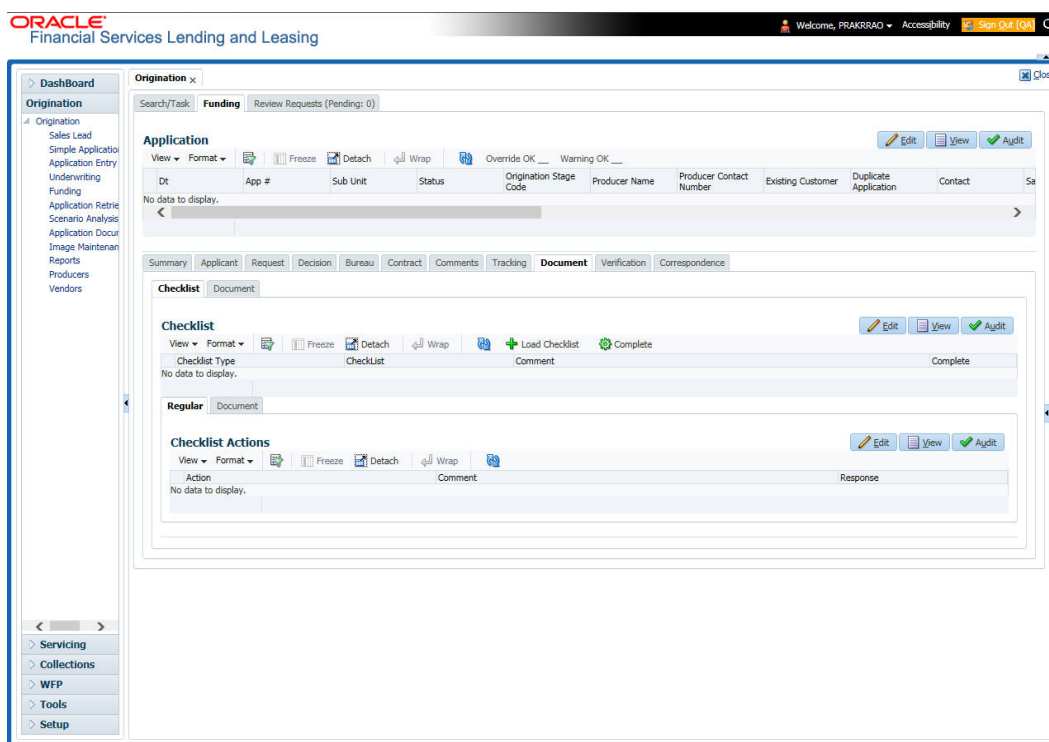 ORACLE®
Financial Services Lending and Leasing
Welcome, PRAKRRAO Accessibility Sign Out [QA]
Origination
DashBoard
Origination
Origination
Sales Lead
Simple Applicatio
Application Entry
Underwriting
Funding
Application Retrie
Scenario Analysis
Application Docur
Image Maintenan
Reports
Producers
Vendors
Servicing
Collections
WFP
Tools
Setup
Clos
Search/Task Funding Review Requests (Pending: 0)
Application Edit View Audit
View Format Freeze Detach Wrap Override OK __ Warning OK __
Dt App # Sub Unit Status Origination Stage Code Producer Name Producer Contact Number Existing Customer Duplicate Application Contact Sa
No data to display.
Summary Applicant Request Decision Bureau Contract Comments Tracking Document Verification Correspondence
Checklist Document
Checklist Edit View Audit
View Format Freeze Detach Wrap Load Checklist Complete
Checklist Type CheckList Comment Complete
No data to display.
Regular Document
Checklist Actions Edit View Audit
View Format Freeze Detach Wrap
Action Comment Response
No data to display.